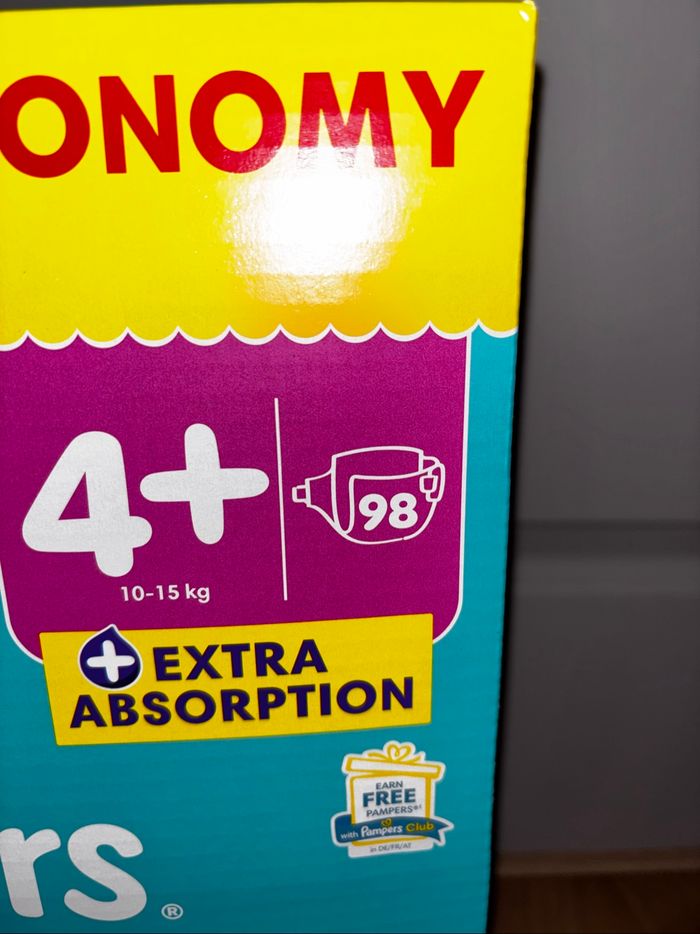 ONOMY
4+
98
10-15 kg
EXTRA
ABSORPTION
EARN
FREE
PAMPERS*¹
with Pampers Club
in DE/FR/AT
rs®